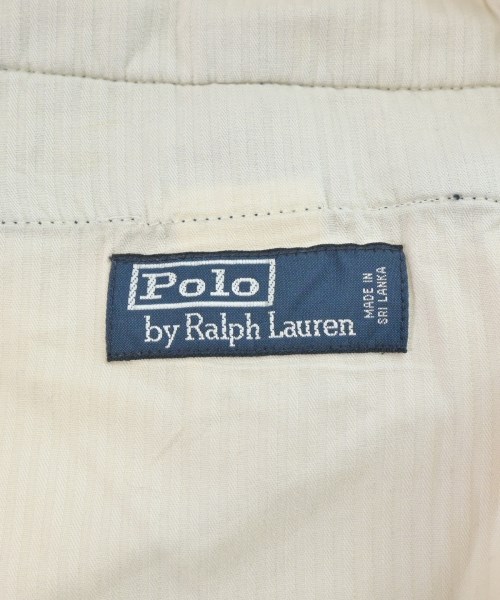 Polo
by Ralph Lauren
MADE IN
SRI LANKA